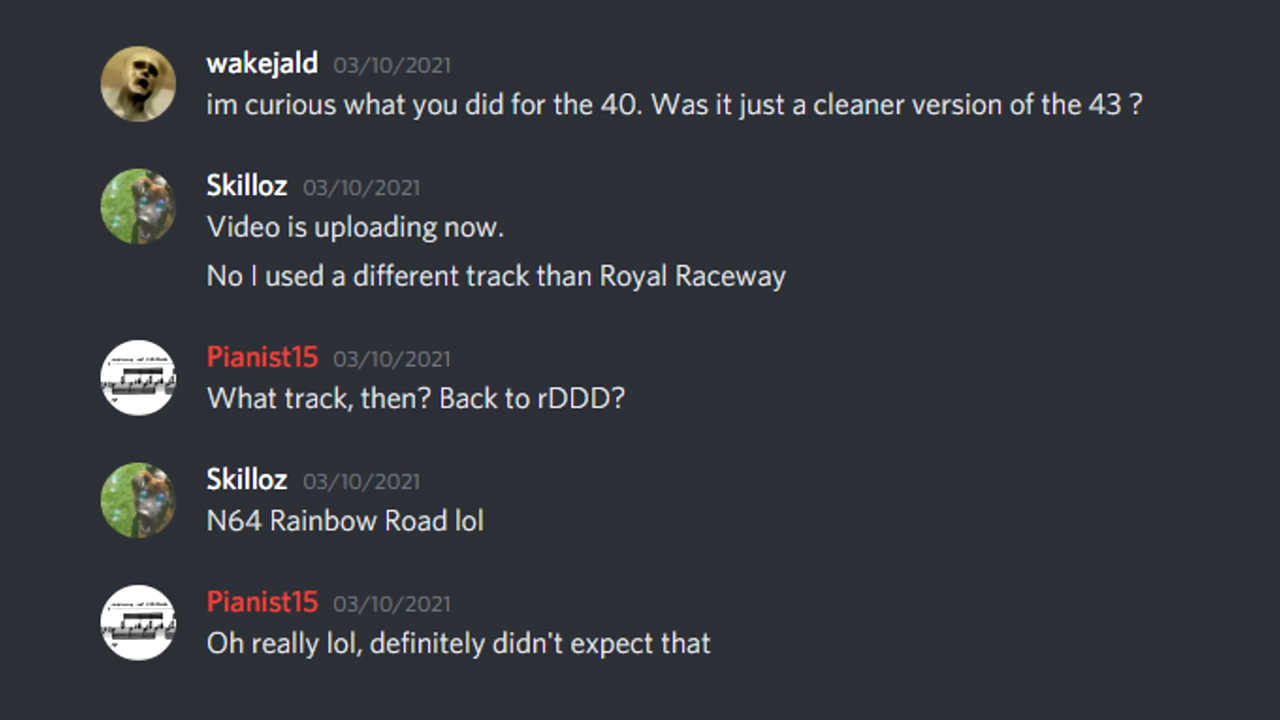 wakejald 03/10/2021
im curious what you did for the 40. Was it just a cleaner version of the 43 ?
Skilloz 03/10/2021
Video is uploading now.
No I used a different track than Royal Raceway
Pianist15 03/10/2021
What track, then? Back to rDDD?
Skilloz 03/10/2021
N64 Rainbow Road lol
Pianist15 03/10/2021
Oh really lol, definitely didn't expect that